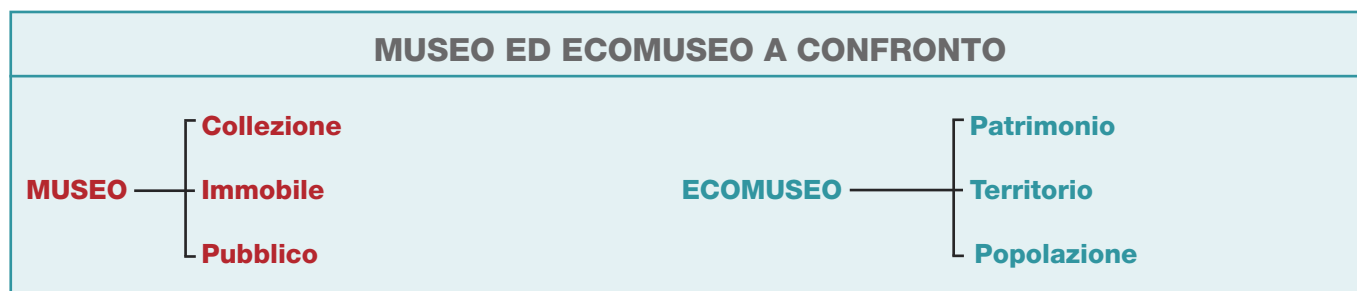 MUSEO ED ECOMUSEO A CONFRONTO
Collezione
MUSEO
Immobile
Pubblico
Patrimonio
ECOMUSEO
Territorio
Popolazione